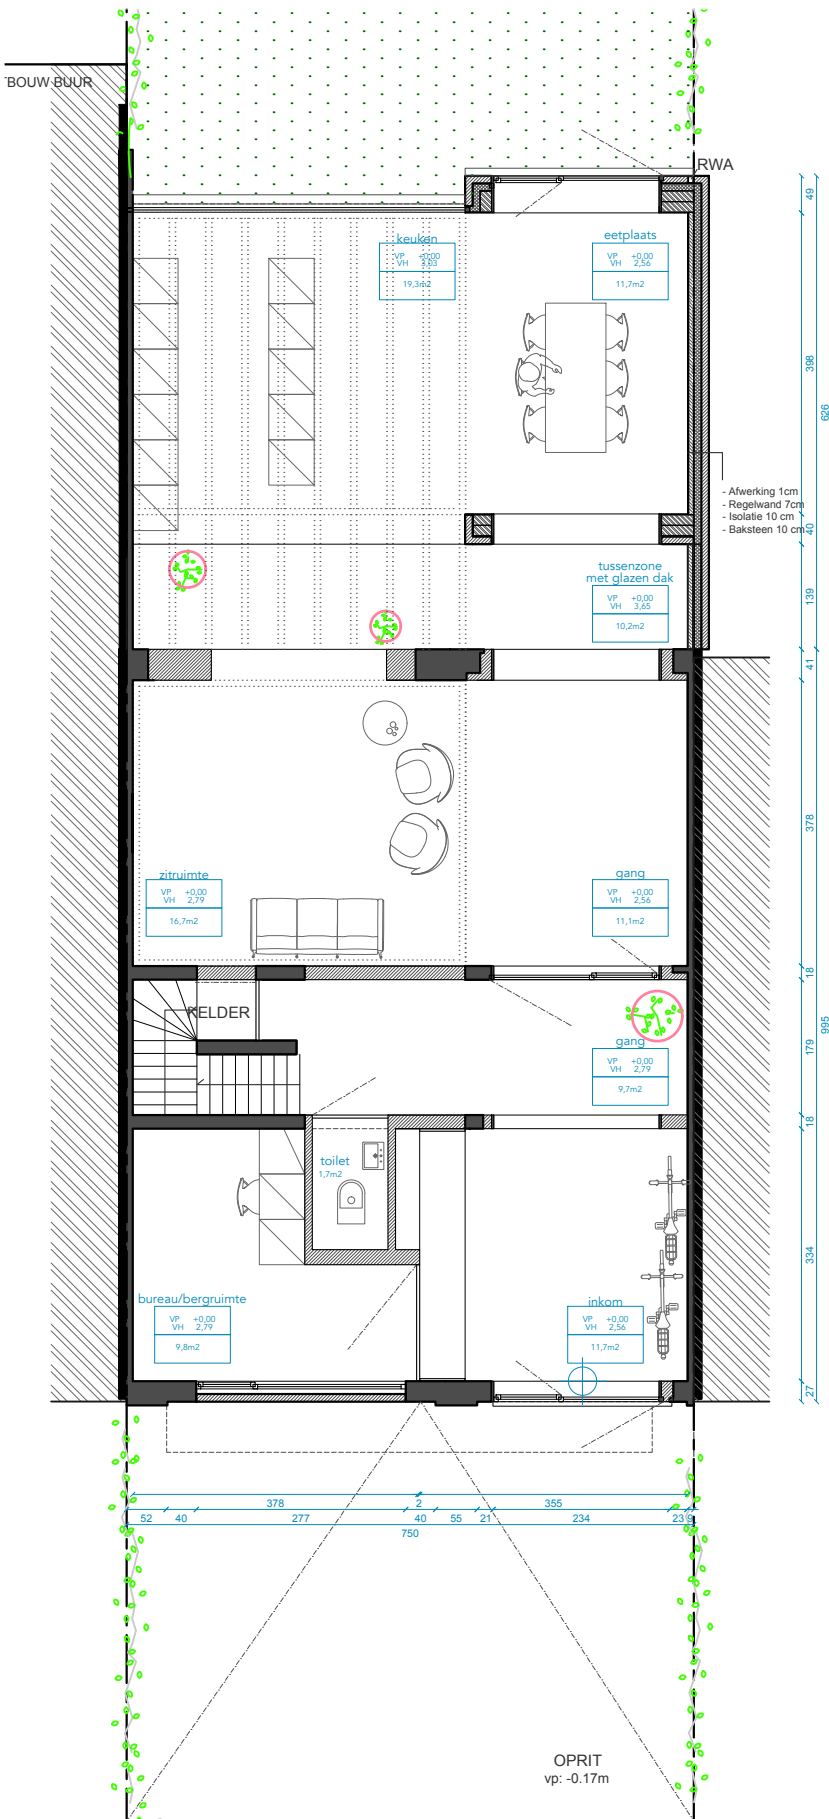 BOUW BUUR
RWA
keuken
VP +0,00
VH 3,03
19,3m2
eetplaats
VP +0,00
VH 2,56
11,7m2
49
398
626
- Afwerking 1cm
- Regelwand 7cm
- Isolatie 10 cm
- Baksteen 10 cm
40
tussenzone
met glazen dak
VP +0,00
VH 3,65
10,2m2
139
41
378
zitruimte
VP +0,00
VH 2,79
16,7m2
gang
VP +0,00
VH 2,56
11,1m2
18
995
KELDER
gang
VP +0,00
VH 2,79
9,7m2
179
18
toilet
1,7m2
334
bureau/bergruimte
VP +0,00
VH 2,79
9,8m2
inkom
VP +0,00
VH 2,56
11,7m2
27
378 2 355
52 40 277 40 55 21 234 23 9
750
OPRIT
vp: -0.17m